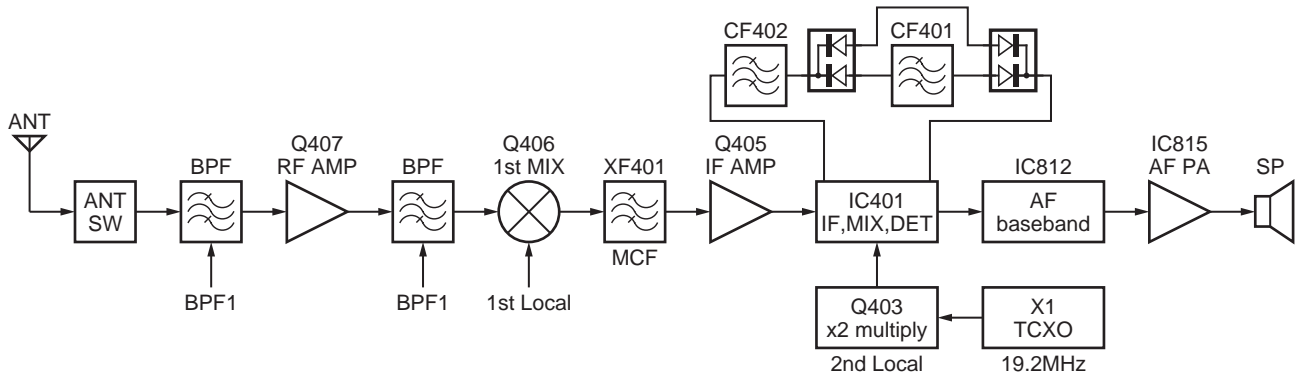 CF402
CF401
ANT
Q407
RF AMP
BPF
BPF
Q406
1st MIX
XF401
Q405
IF AMP
IC812
IC815
AF PA
SP
ANT
SW
IC401
IF,MIX,DET
AF
baseband
MCF
BPF1
BPF1
1st Local
Q403
x2 multiply
X1
TCXO
2nd Local
19.2MHz